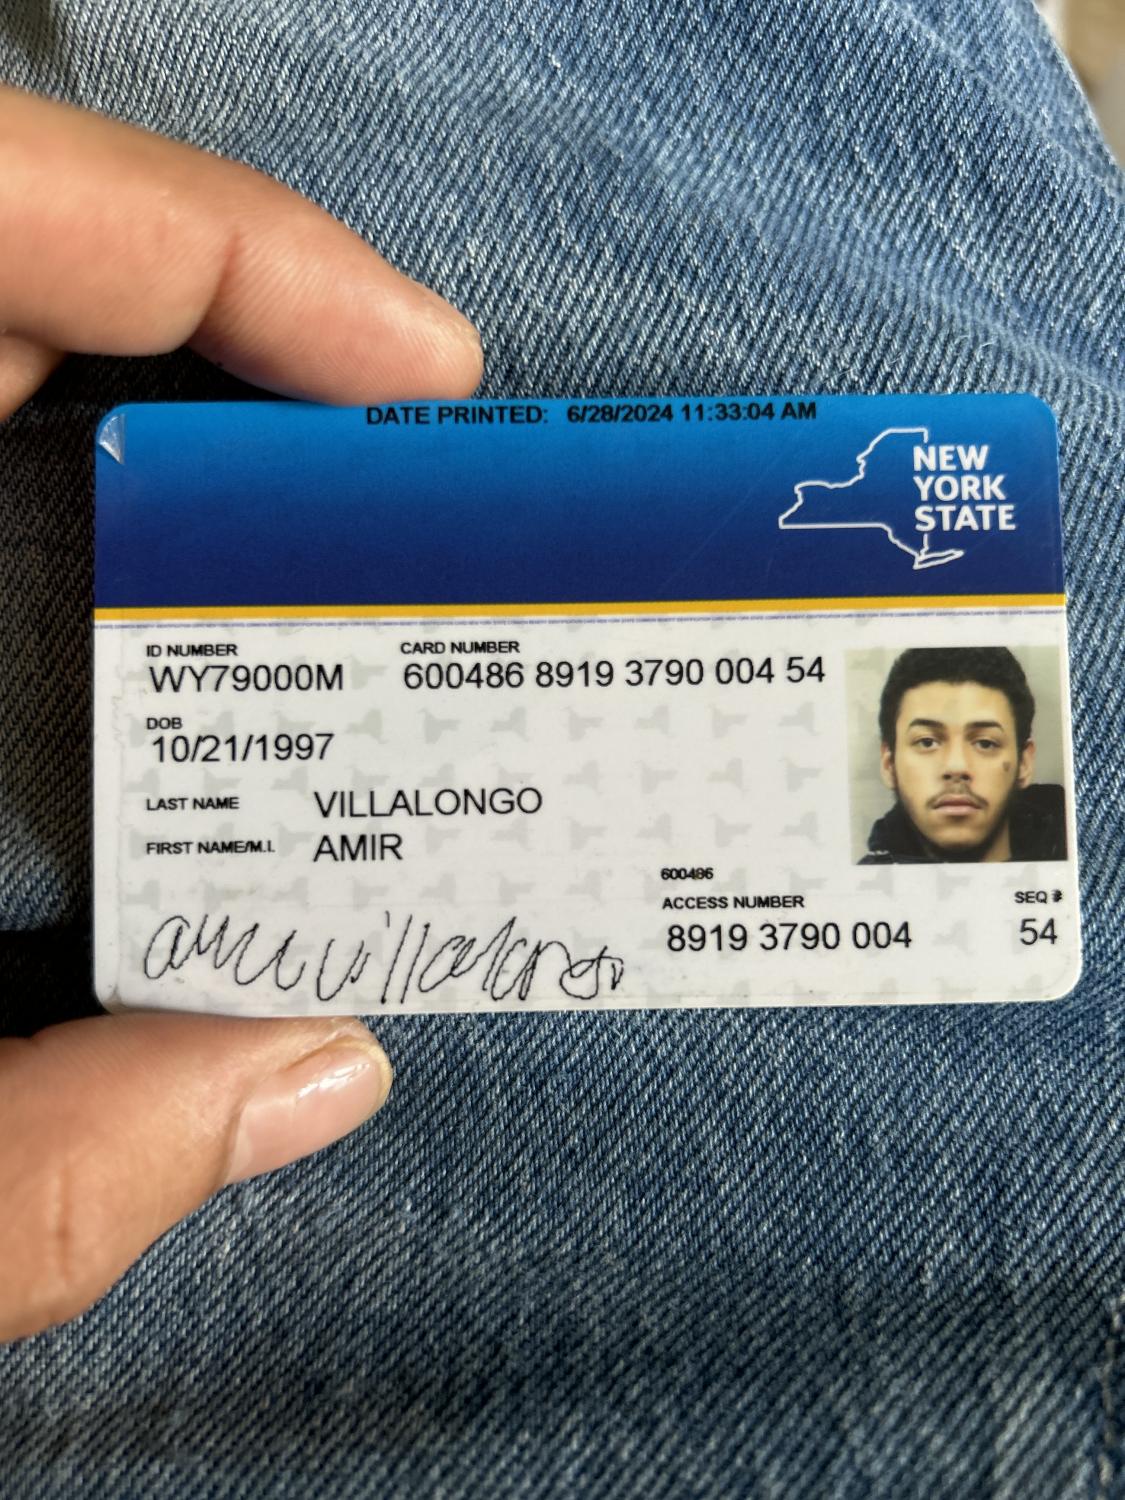 DATE PRINTED: 6/28/2024 11:33:04 AM
NEW
YORK
STATE
ID NUMBER CARD NUMBER
WY79000M 600486 8919 3790 004 54
DOB
10/21/1997
LAST NAME VILLALONGO
FIRST NAME/M.I. AMIR
600486
ACCESS NUMBER SEQ #
8919 3790 004 54